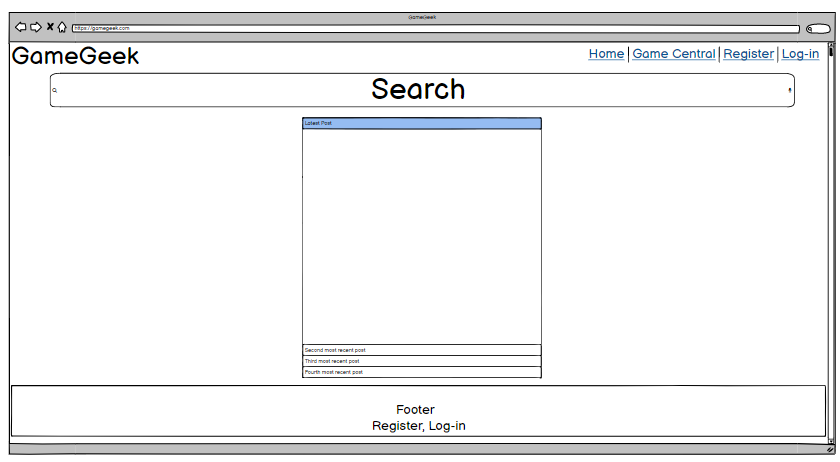 GameGeek
https://gamegeek.com
GameGeek
Home | Game Central | Register | Log-in
Search
Latest Post
Second most recent post
Third most recent post
Fourth most recent post
Footer
Register, Log-in